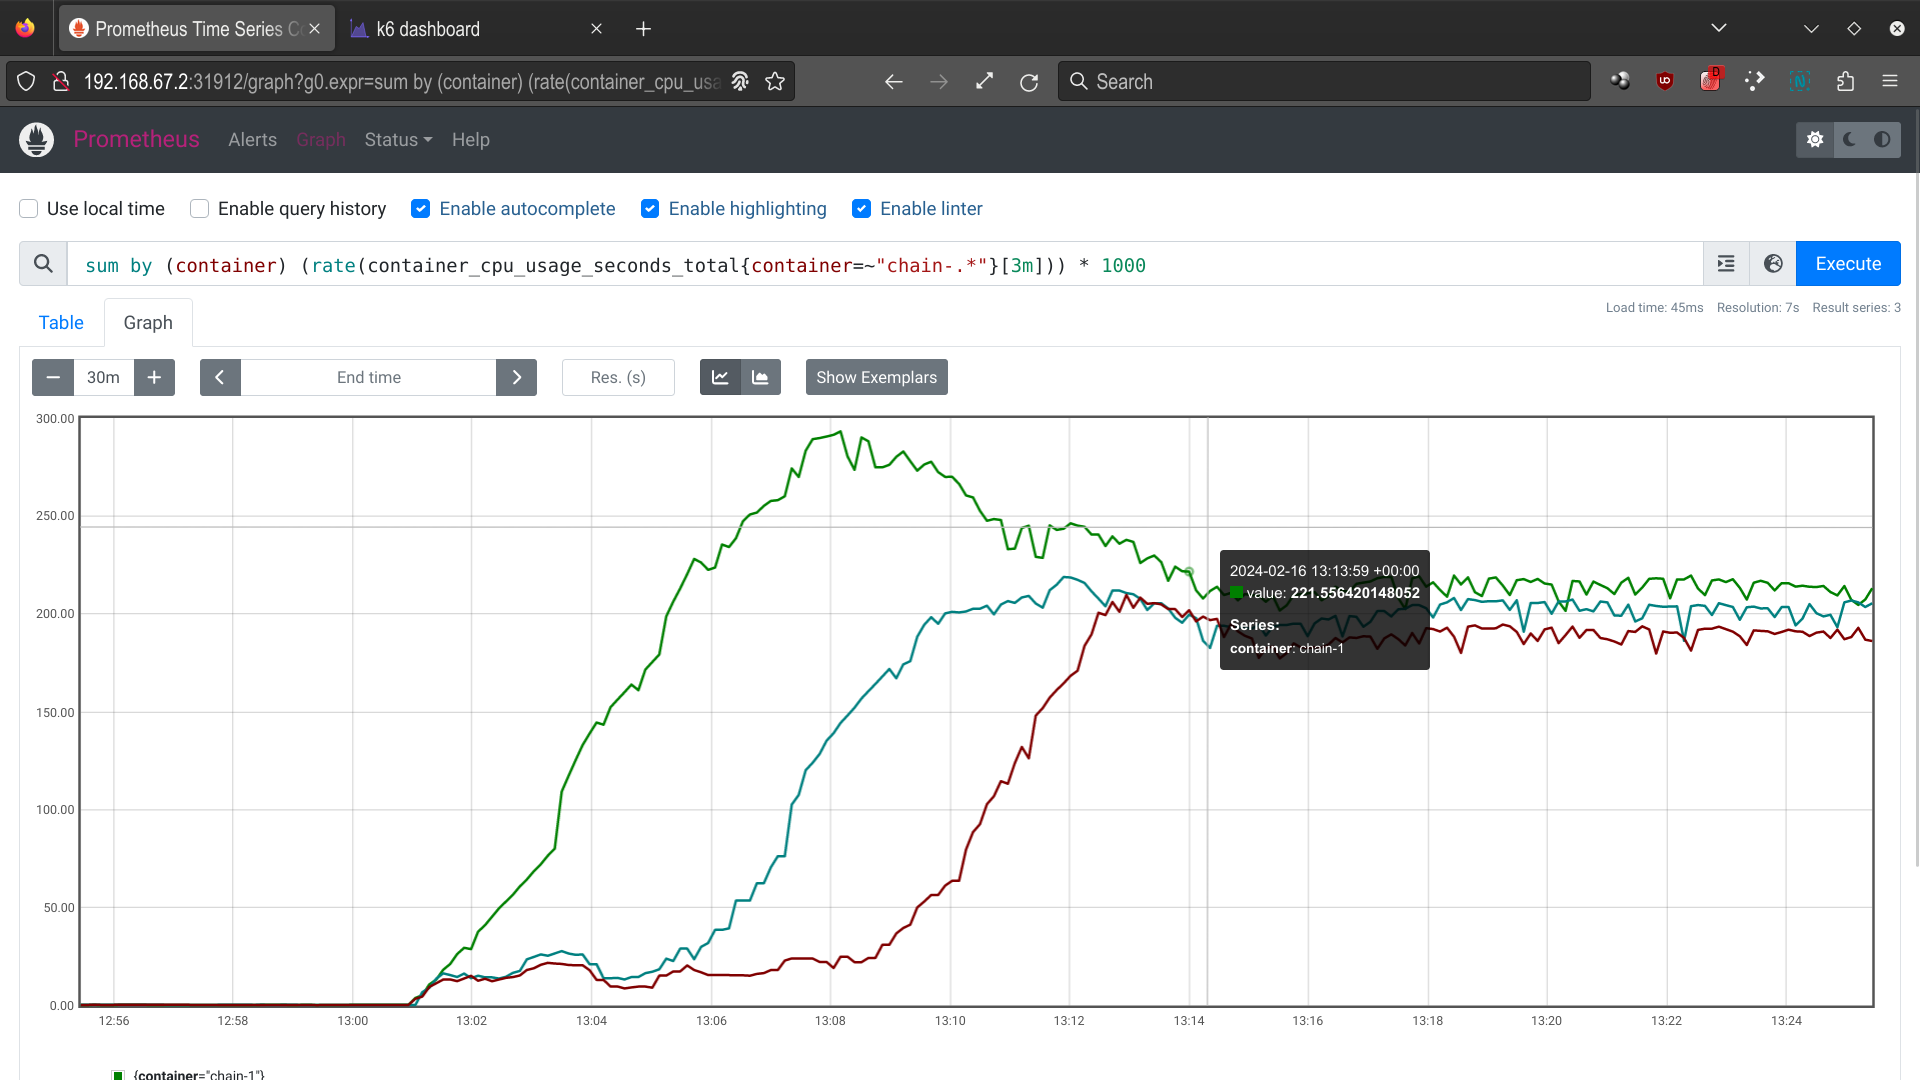 Prometheus Time Series Co
k6 dashboard
192.168.67.2:31912/graph?g0.expr=sum by (container) (rate(container_cpu_usa
Search
Prometheus
Alerts
Graph
Status
Help
Use local time
Enable query history
Enable autocomplete
Enable highlighting
Enable linter
sum by (container) (rate(container_cpu_usage_seconds_total{container=~"chain-.*"}[3m])) * 1000
Execute
Table
Graph
Load time: 45ms
Resolution: 7s
Result series: 3
30m
End time
Res. (s)
Show Exemplars
300.00
250.00
200.00
150.00
100.00
50.00
0.00
2024-02-16 13:13:59 +00:00
value: 221.556420148052
Series:
container: chain-1
12:56
12:58
13:00
13:02
13:04
13:06
13:08
13:10
13:12
13:14
13:16
13:18
13:20
13:22
13:24
{container="chain-1"}